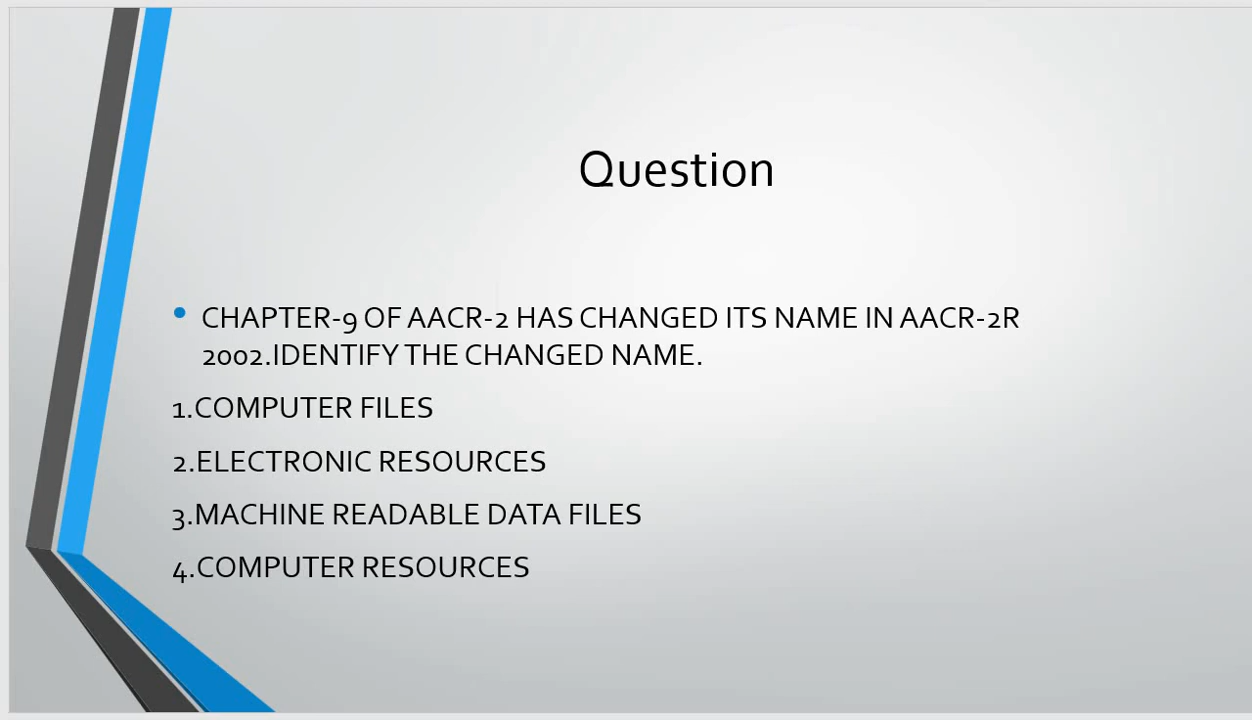 Question
• CHAPTER-9 OF AACR-2 HAS CHANGED ITS NAME IN AACR-2R
2002.IDENTIFY THE CHANGED NAME.
1.COMPUTER FILES
2.ELECTRONIC RESOURCES
3.MACHINE READABLE DATA FILES
4.COMPUTER RESOURCES